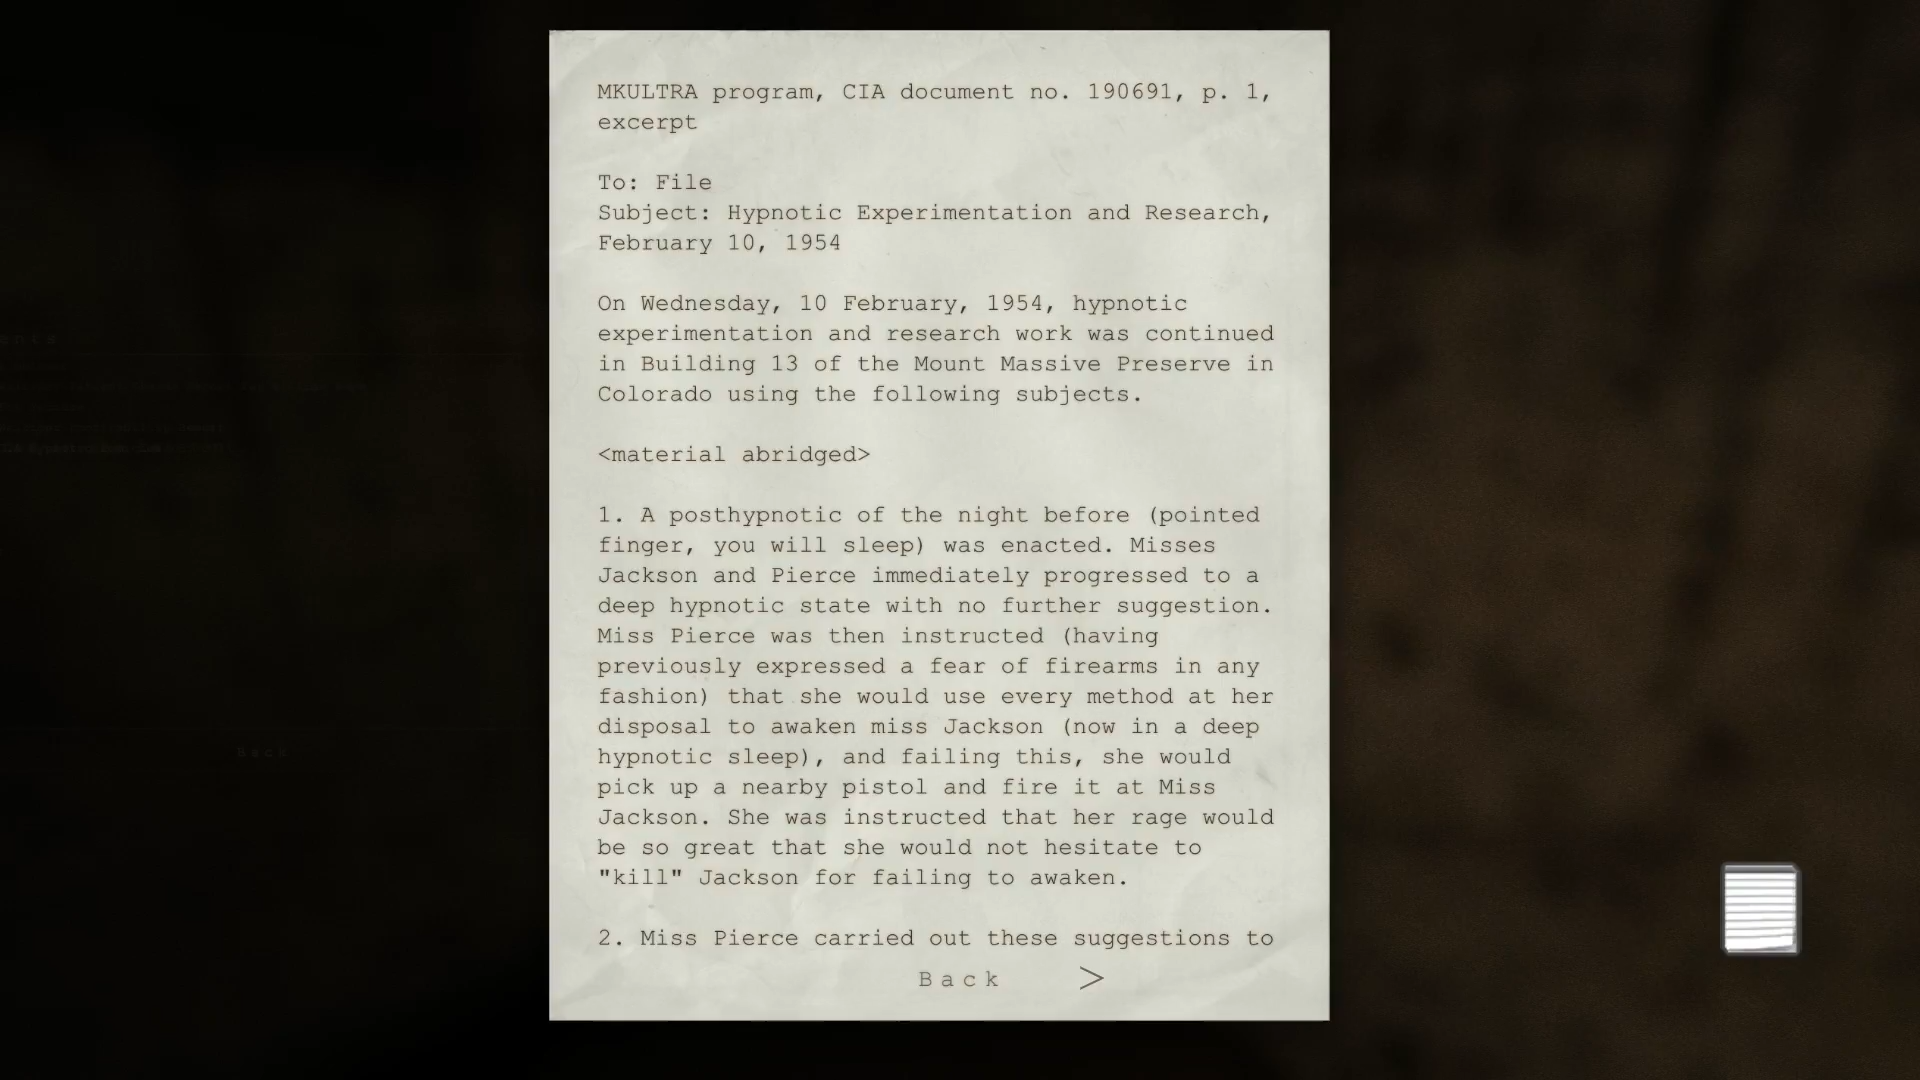 MKULTRA program, CIA document no. 190691, p. 1,
excerpt
To: File
Subject: Hypnotic Experimentation and Research,
February 10, 1954
On Wednesday, 10 February, 1954, hypnotic
experimentation and research work was continued
in Building 13 of the Mount Massive Preserve in
Colorado using the following subjects.
<material abridged>
1. A posthypnotic of the night before (pointed
finger, you will sleep) was enacted. Misses
Jackson and Pierce immediately progressed to a
deep hypnotic state with no further suggestion.
Miss Pierce was then instructed (having
previously expressed a fear of firearms in any
fashion) that she would use every method at her
disposal to awaken miss Jackson (now in a deep
hypnotic sleep), and failing this, she would
pick up a nearby pistol and fire it at Miss
Jackson. She was instructed that her rage would
be so great that she would not hesitate to
"kill" Jackson for failing to awaken.
2. Miss Pierce carried out these suggestions to
Back >
Back